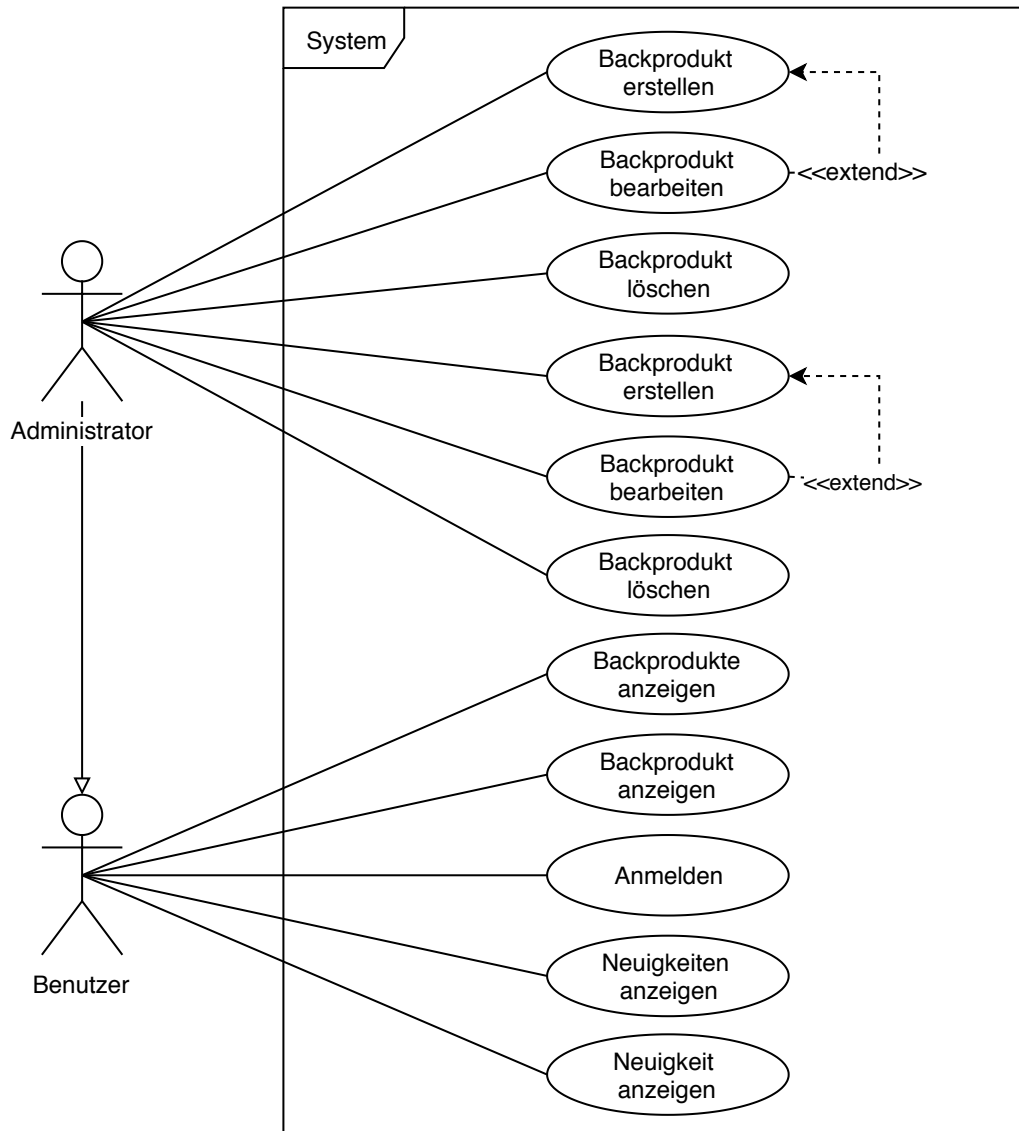 System
Backprodukt
erstellen
Backprodukt
bearbeiten
<<extend>>
Backprodukt
löschen
Backprodukt
erstellen
Administrator
Backprodukt
bearbeiten
<<extend>>
Backprodukt
löschen
Backprodukte
anzeigen
Backprodukt
anzeigen
Anmelden
Neuigkeiten
anzeigen
Benutzer
Neuigkeit
anzeigen